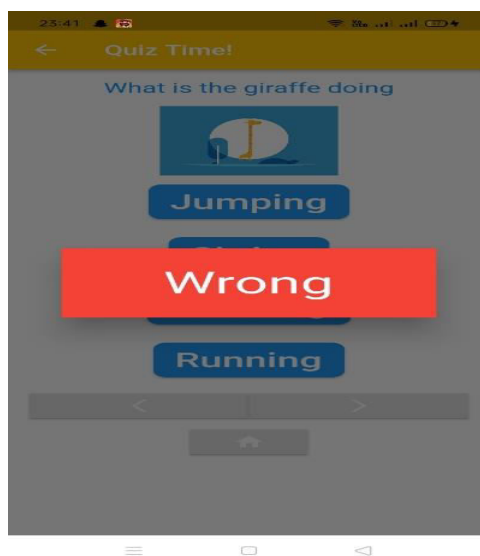 23:41
Quiz Time!
What is the giraffe doing
Jumping
Wrong
Running
<
>